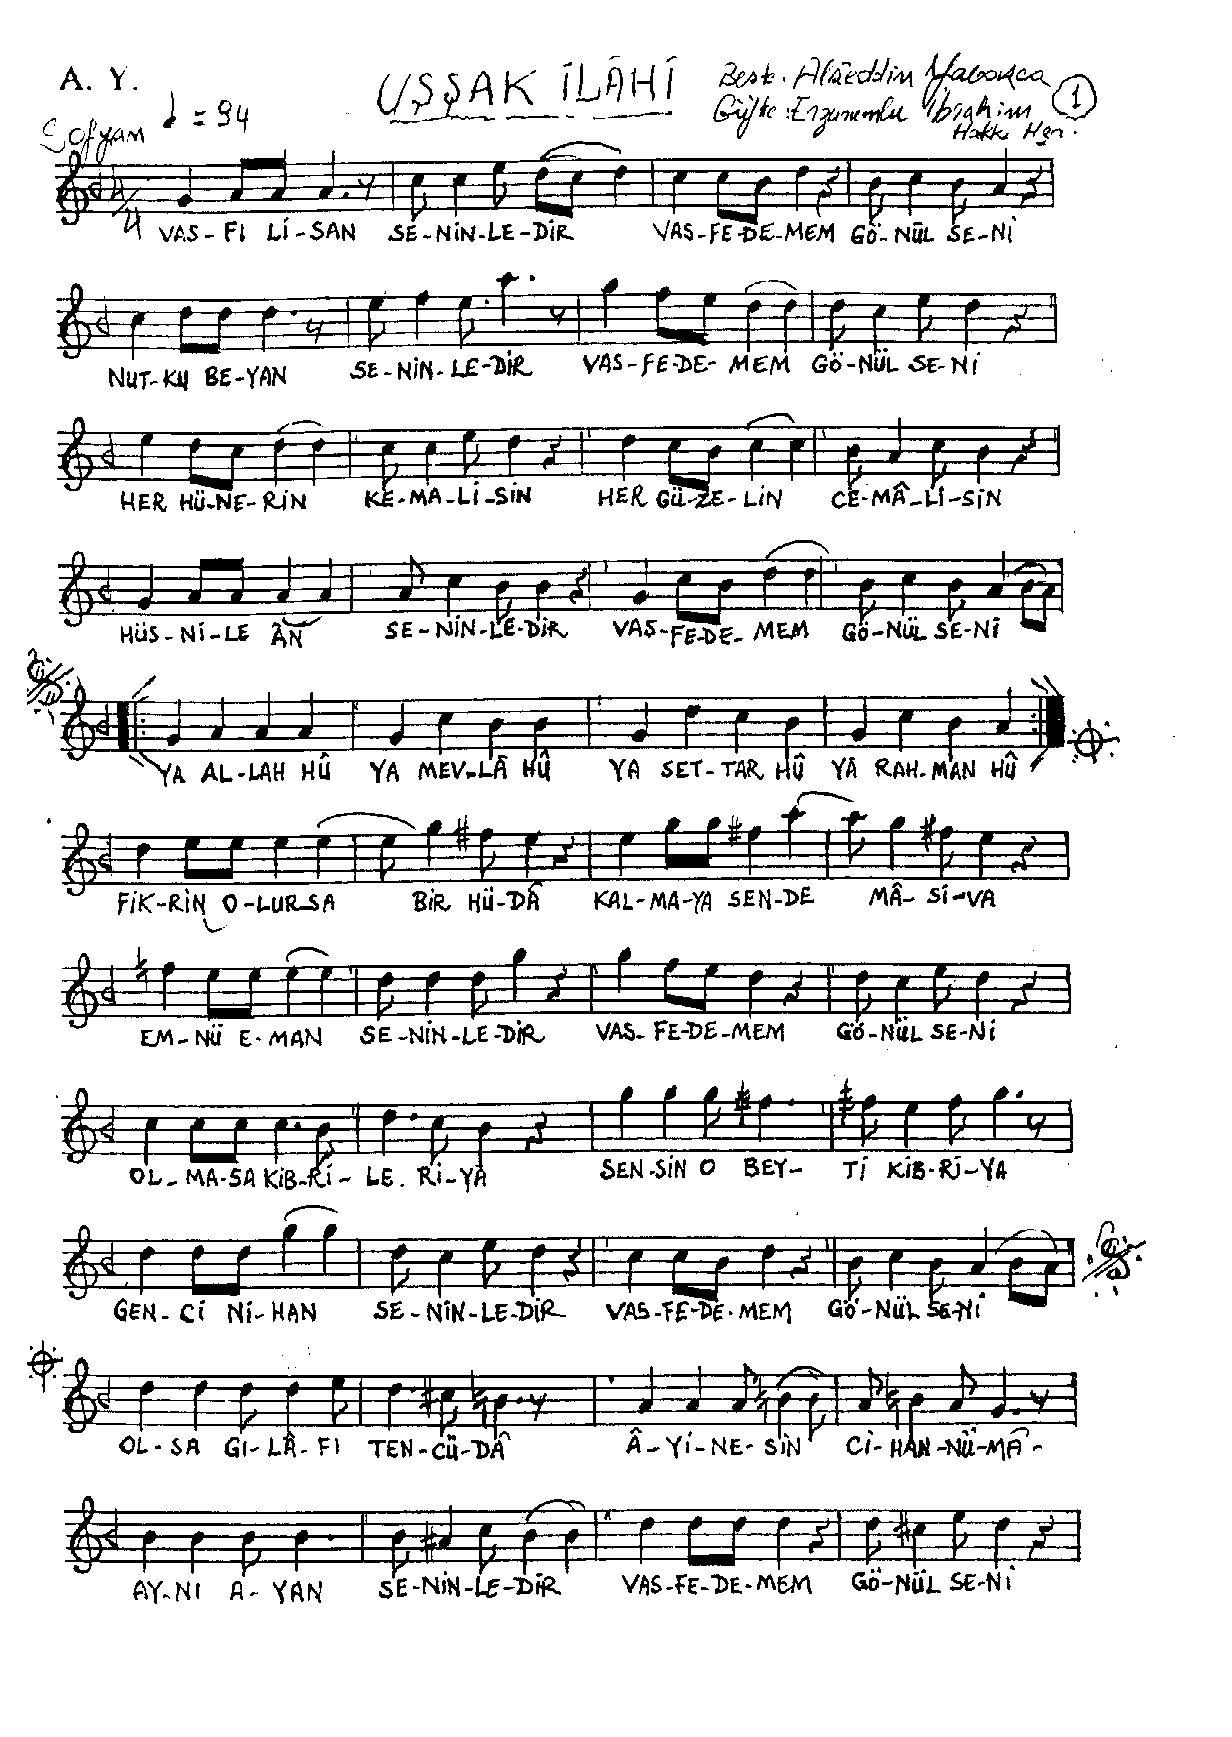 A. Y.
UŞŞAK İLÂHİ
Beste: Alâeddin Yavaşca
Güfte: Erzurumlu İbrahim
Hakkı Hz.
1
Sofyan ♩ = 94
4/4
VAS-FI Lİ-SAN SE-NİN-LE-DİR VAS-FE-DE-MEM GÖ-NÜL SE-Nİ
NUT-KU BE-YAN SE-NİN-LE-DİR VAS-FE-DE-MEM GÖ-NÜL SE-Nİ
HER HÜ-NE-RİN KE-MA-Lİ-SİN HER GÜ-ZE-LİN CE-MÂ-Lİ-SİN
HÜS-Nİ-LE ÂN SE-NİN-LE-DİR VAS-FE-DE-MEM GÖ-NÜL SE-Nİ
YA AL-LAH HÛ YA MEV-LÂ HÛ YA SET-TAR HÛ YA RAH-MAN HÛ
FİK-RİN O-LUR-SA BİR HÜ-DÂ KAL-MA-YA SEN-DE MÂ-Sİ-VA
EM-NÜ E-MAN SE-NİN-LE-DİR VAS-FE-DE-MEM GÖ-NÜL SE-Nİ
OL-MA-SA KİB-Rİ-LE. Rİ-YÂ SEN-SİN O BEY-Tİ KİB-Rİ-YA
GEN-Cİ Nİ-HAN SE-NİN-LE-DİR VAS-FE-DE-MEM GÖ-NÜL SE-Nİ
OL-SA GI-LÂ-FI TEN-CÜ-DÂ Â-Yİ-NE-SİN Cİ-HAN-NÜ-MÂ-
AY-NI A-YAN SE-NİN-LE-DİR VAS-FE-DE-MEM GÖ-NÜL SE-Nİ